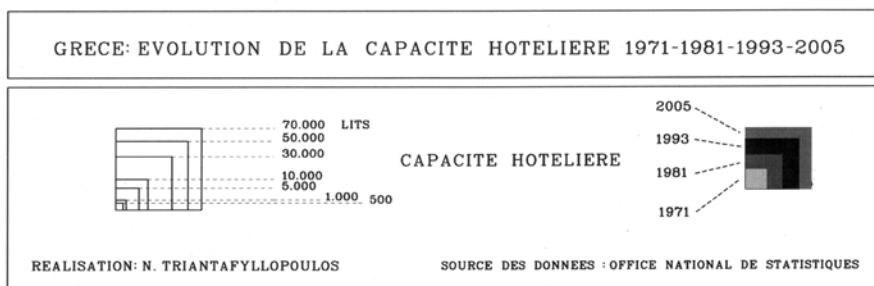 GRECE: EVOLUTION DE LA CAPACITE HOTELIERE 1971-1981-1993-2005
70.000 LITS
50.000
30.000
10.000
5.000
1.000
500
CAPACITE HOTELIERE
2005
1993
1981
1971
REALISATION: N. TRIANTAFYLLOPOULOS
SOURCE DES DONNEES : OFFICE NATIONAL DE STATISTIQUES